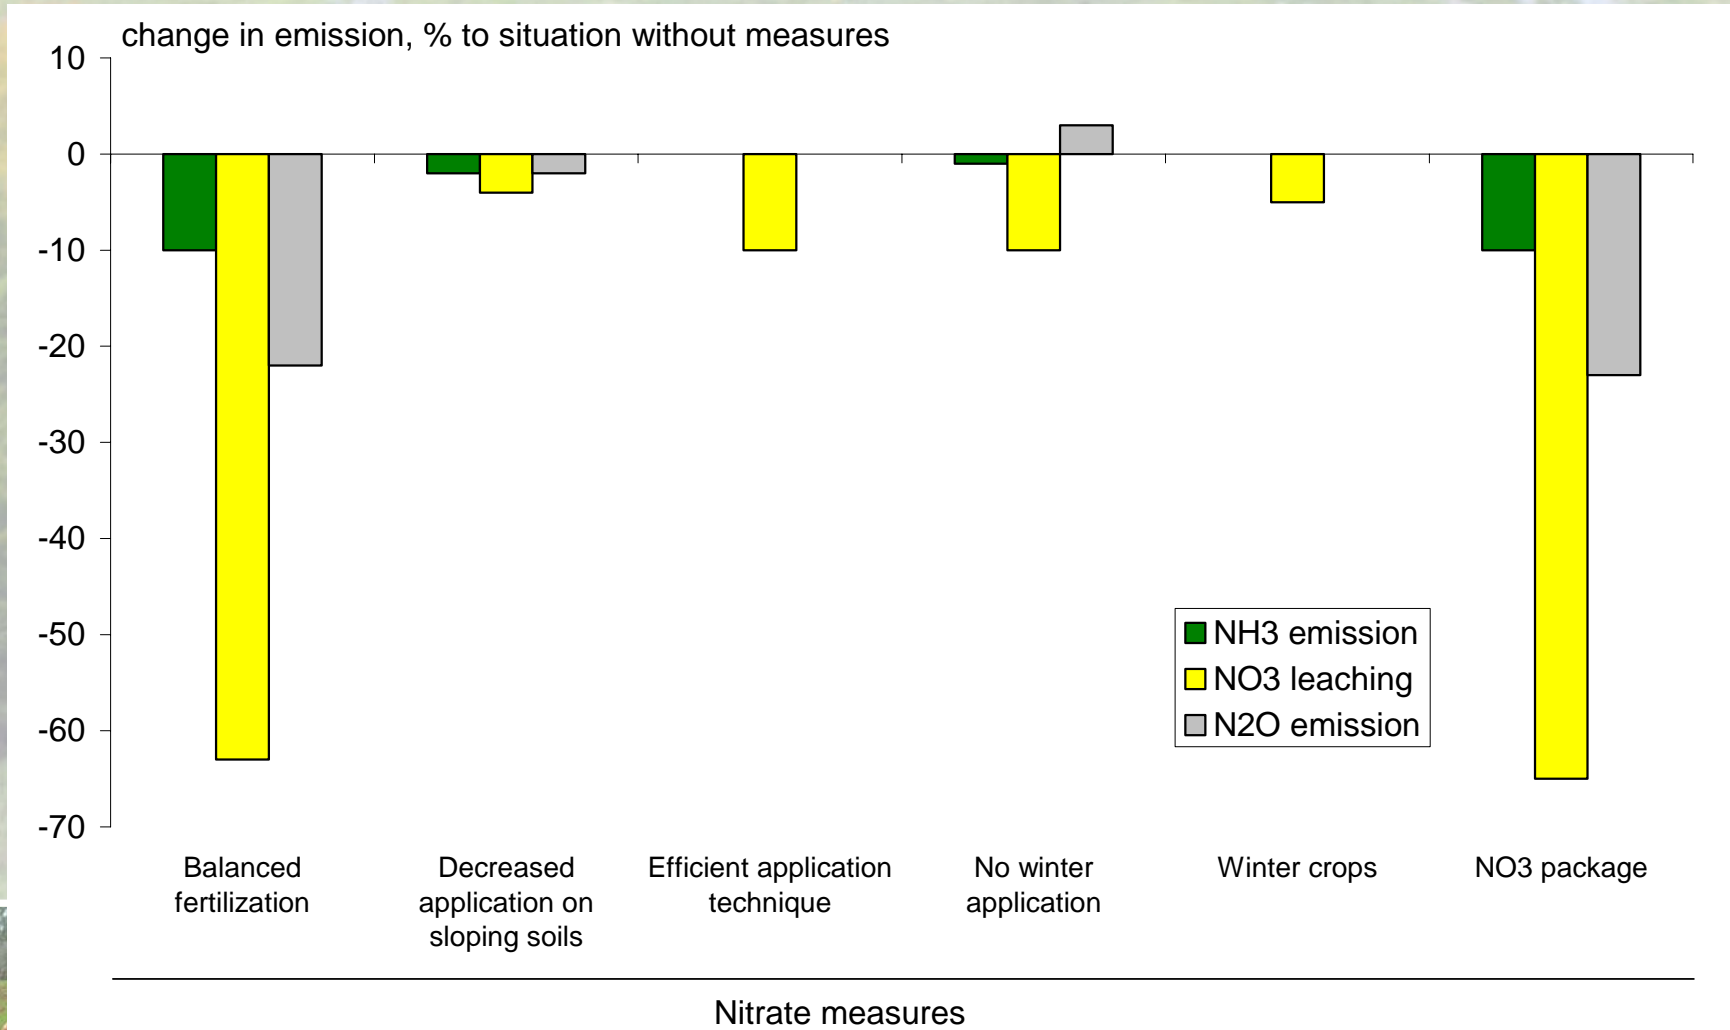 change in emission, % to situation without measures
10
0
-10
-20
-30
-40
-50
-60
-70
NH3 emission
NO3 leaching
N2O emission
Balanced
fertilization
Decreased
application on
sloping soils
Efficient application
technique
No winter
application
Winter crops
NO3 package
Nitrate measures